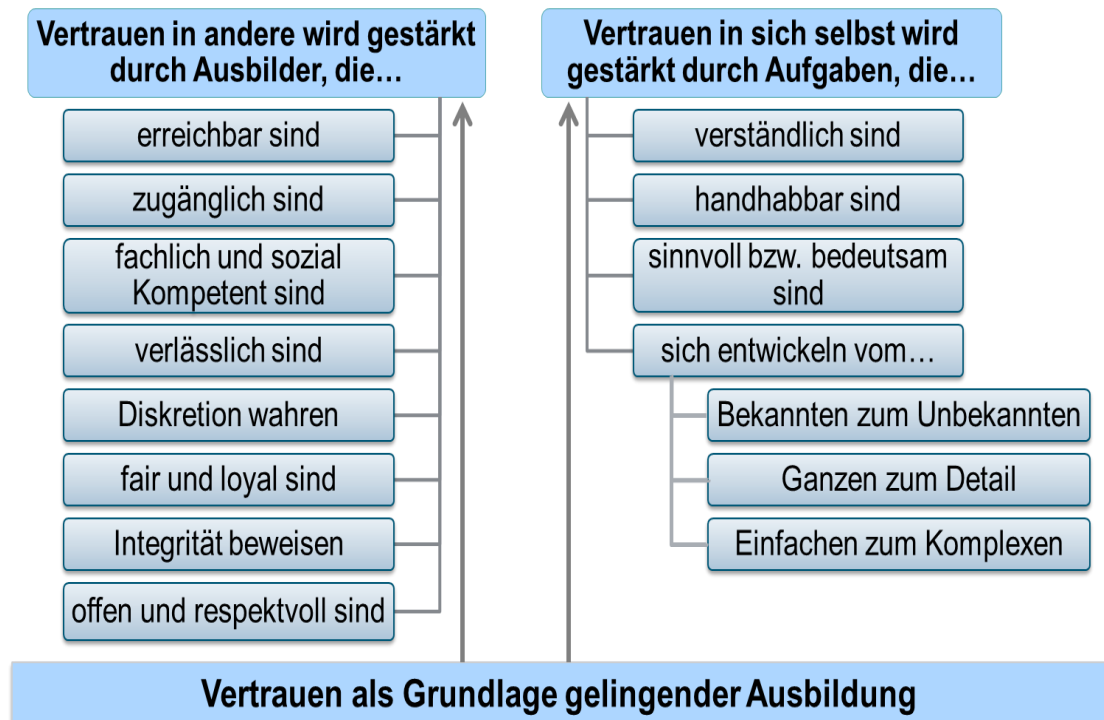 Vertrauen in andere wird gestärkt
durch Ausbilder, die…
erreichbar sind
zugänglich sind
fachlich und sozial
Kompetent sind
verlässlich sind
Diskretion wahren
fair und loyal sind
Integrität beweisen
offen und respektvoll sind
Vertrauen in sich selbst wird
gestärkt durch Aufgaben, die…
verständlich sind
handhabbar sind
sinnvoll bzw. bedeutsam
sind
sich entwickeln vom…
Bekannten zum Unbekannten
Ganzen zum Detail
Einfachen zum Komplexen
Vertrauen als Grundlage gelingender Ausbildung